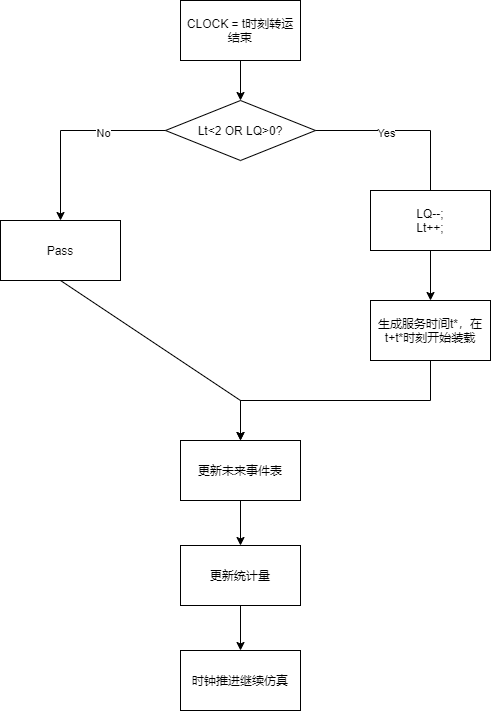 CLOCK = t时刻转运
结束
Lt<2 OR LQ>0?
No
Yes
LQ--;
Lt++;
Pass
生成服务时间t*，在
t+t*时刻开始装载
更新未来事件表
更新统计量
时钟推进继续仿真